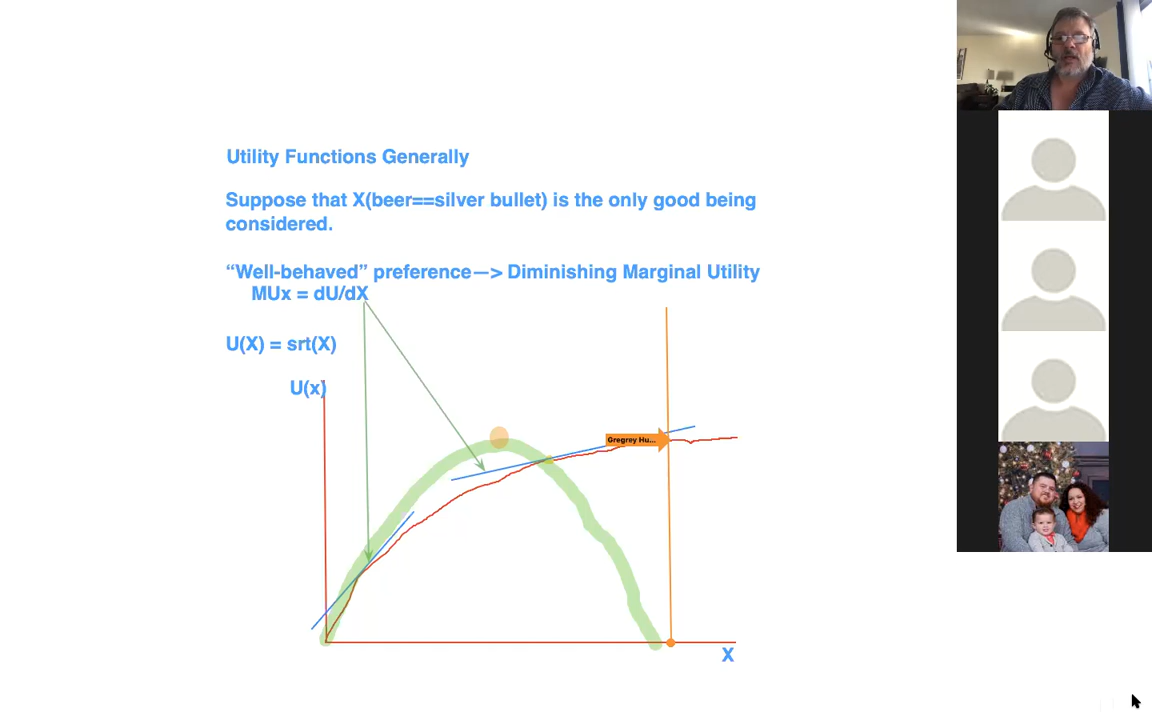 Utility Functions Generally
Suppose that X(beer==silver bullet) is the only good being
considered.
“Well-behaved” preference—> Diminishing Marginal Utility
MUx = dU/dX
U(X) = srt(X)
U(x)
Gregrey Hu...
X